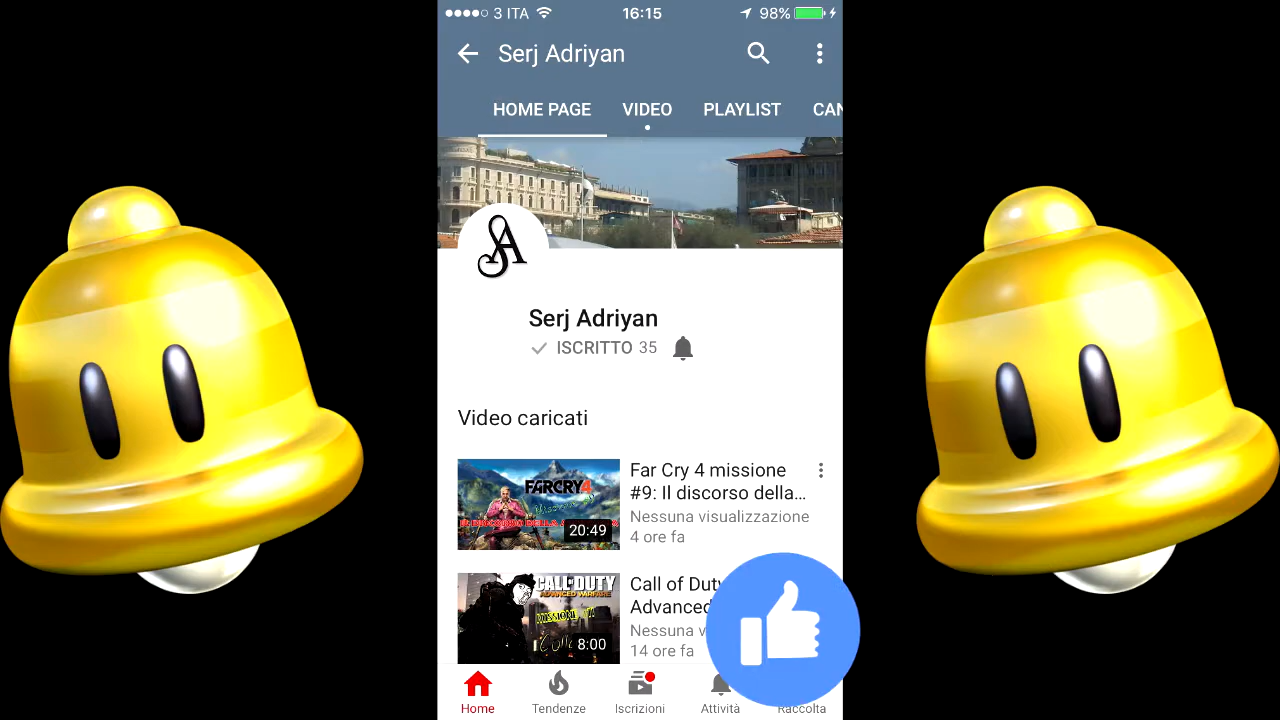 3 ITA 16:15 98%
Serj Adriyan
HOME PAGE VIDEO PLAYLIST CAN
SA
Serj Adriyan
ISCRITTO 35
Video caricati
Far Cry 4 missione
#9: Il discorso della...
Nessuna visualizzazione
4 ore fa
FARCRY4
20:49
Call of Duty
Advanced
Nessuna v
14 ore fa
CALL OF DUTY
ADVANCED WARFARE
8:00
Home Tendenze Iscrizioni Attività Raccolta